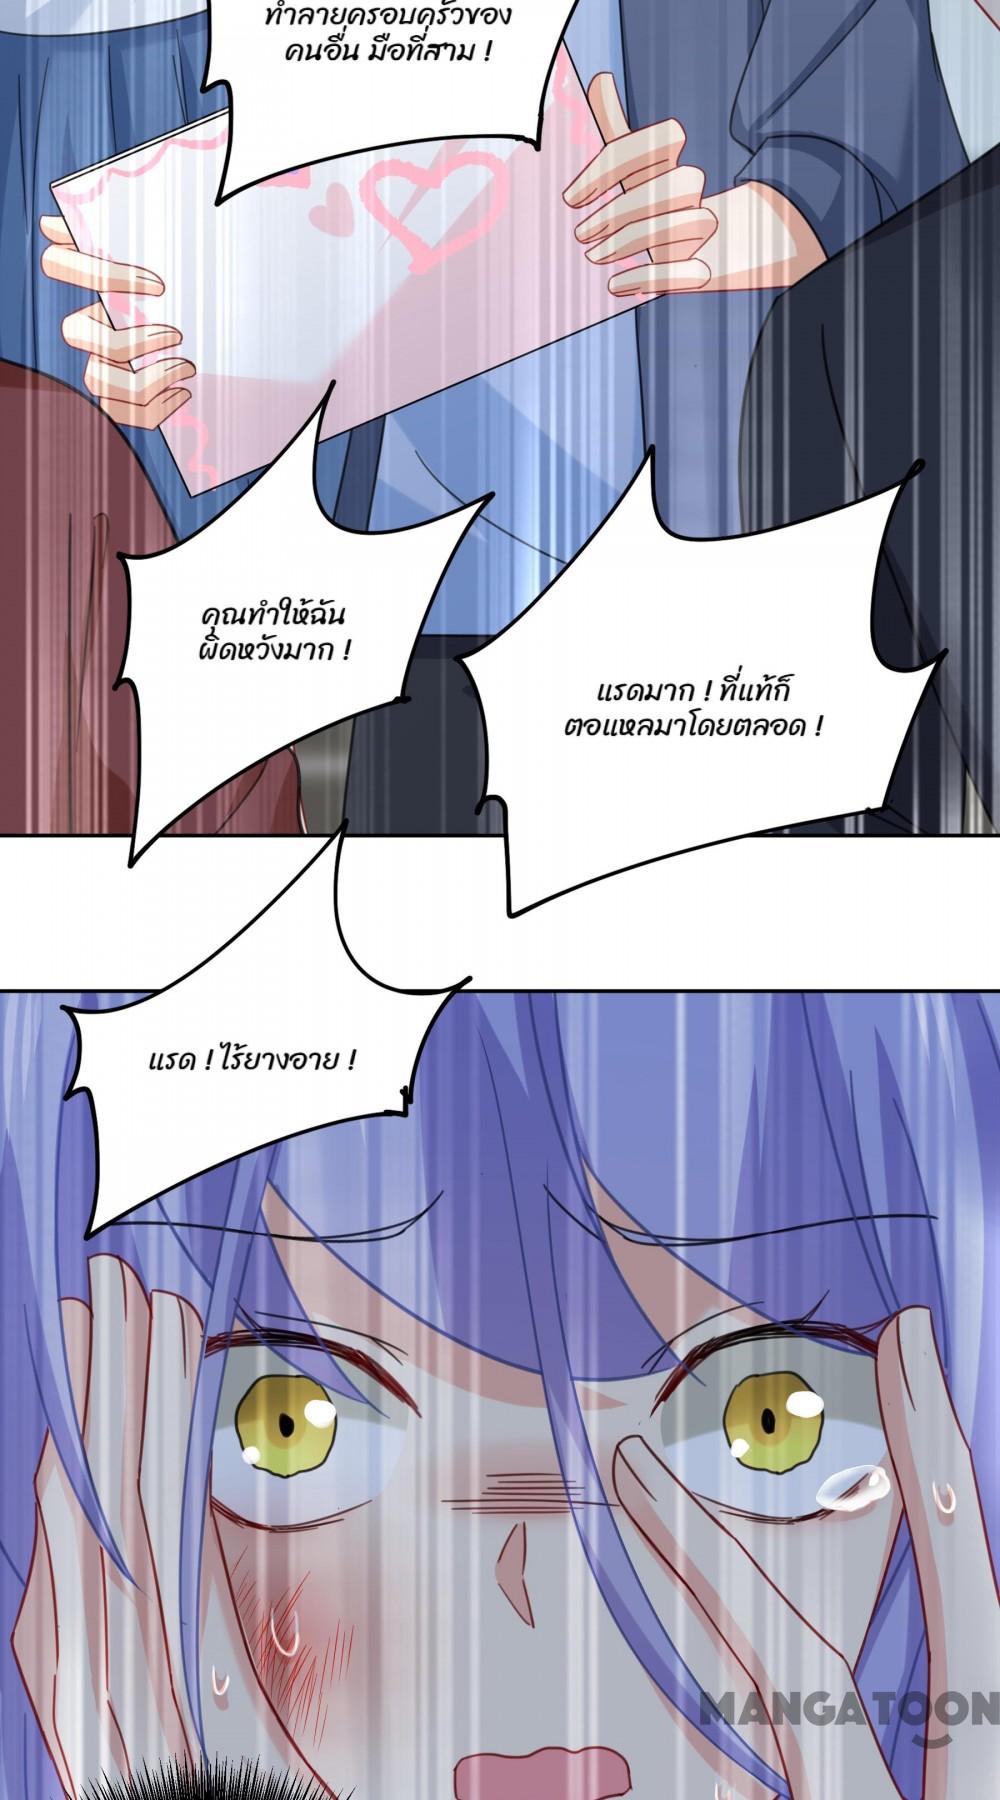 ทำลายครอบครัวของ
คนอื่น มือที่สาม !
คุณทำให้ฉัน
ผิดหวังมาก !
แรดมาก ! ที่แท้ก็
ตอแหลมาโดยตลอด !
แรด ! ไร้ยางอาย !
MANGATOON